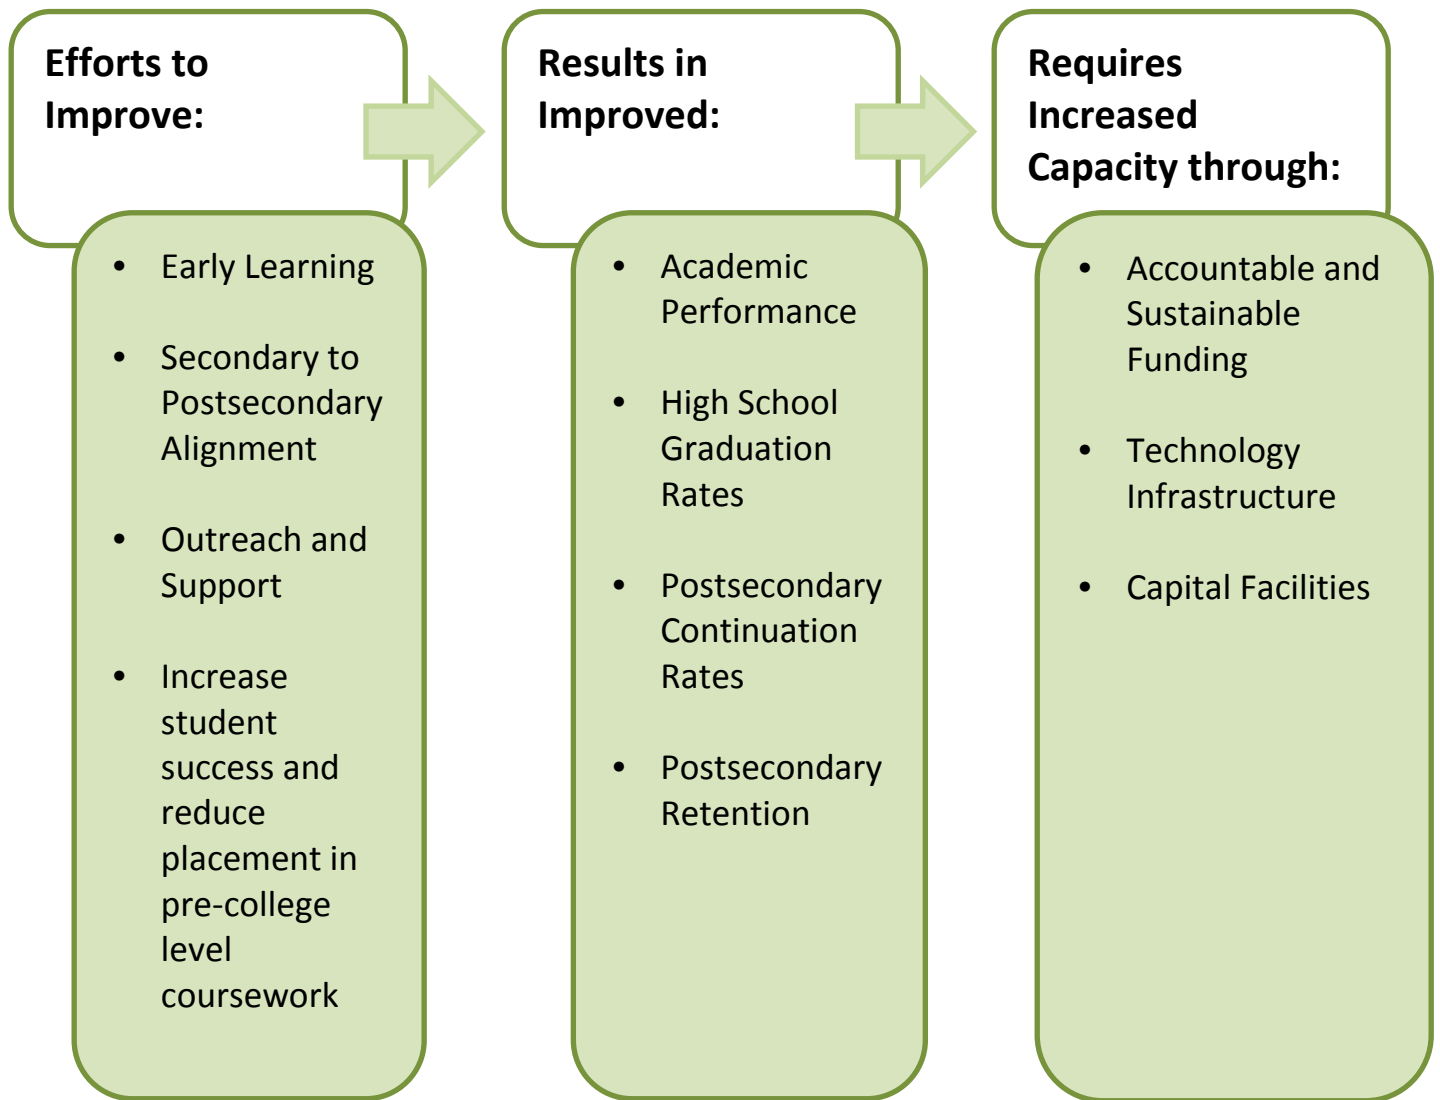 Efforts to
Improve:
• Early Learning
• Secondary to
Postsecondary
Alignment
• Outreach and
Support
• Increase
student
success and
reduce
placement in
pre-college
level
coursework
Results in
Improved:
• Academic
Performance
• High School
Graduation
Rates
• Postsecondary
Continuation
Rates
• Postsecondary
Retention
Requires
Increased
Capacity through:
• Accountable and
Sustainable
Funding
• Technology
Infrastructure
• Capital Facilities